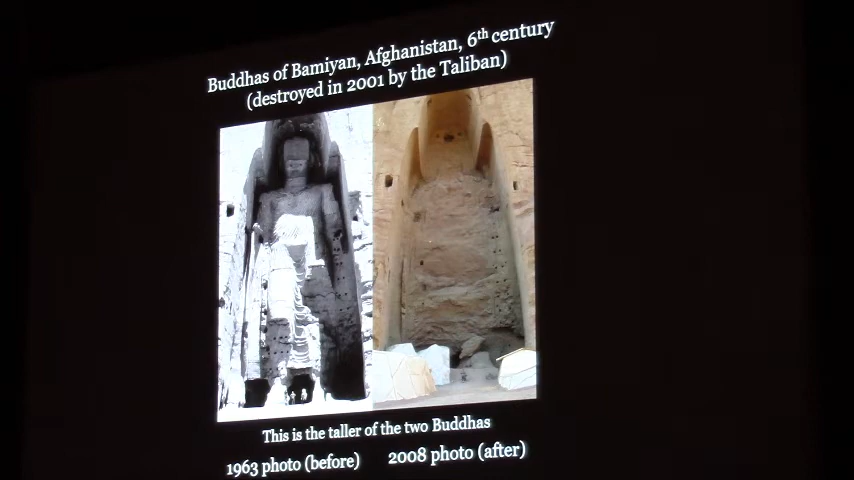 Buddhas of Bamiyan, Afghanistan, 6th century
(destroyed in 2001 by the Taliban)
This is the taller of the two Buddhas
1963 photo (before) 2008 photo (after)